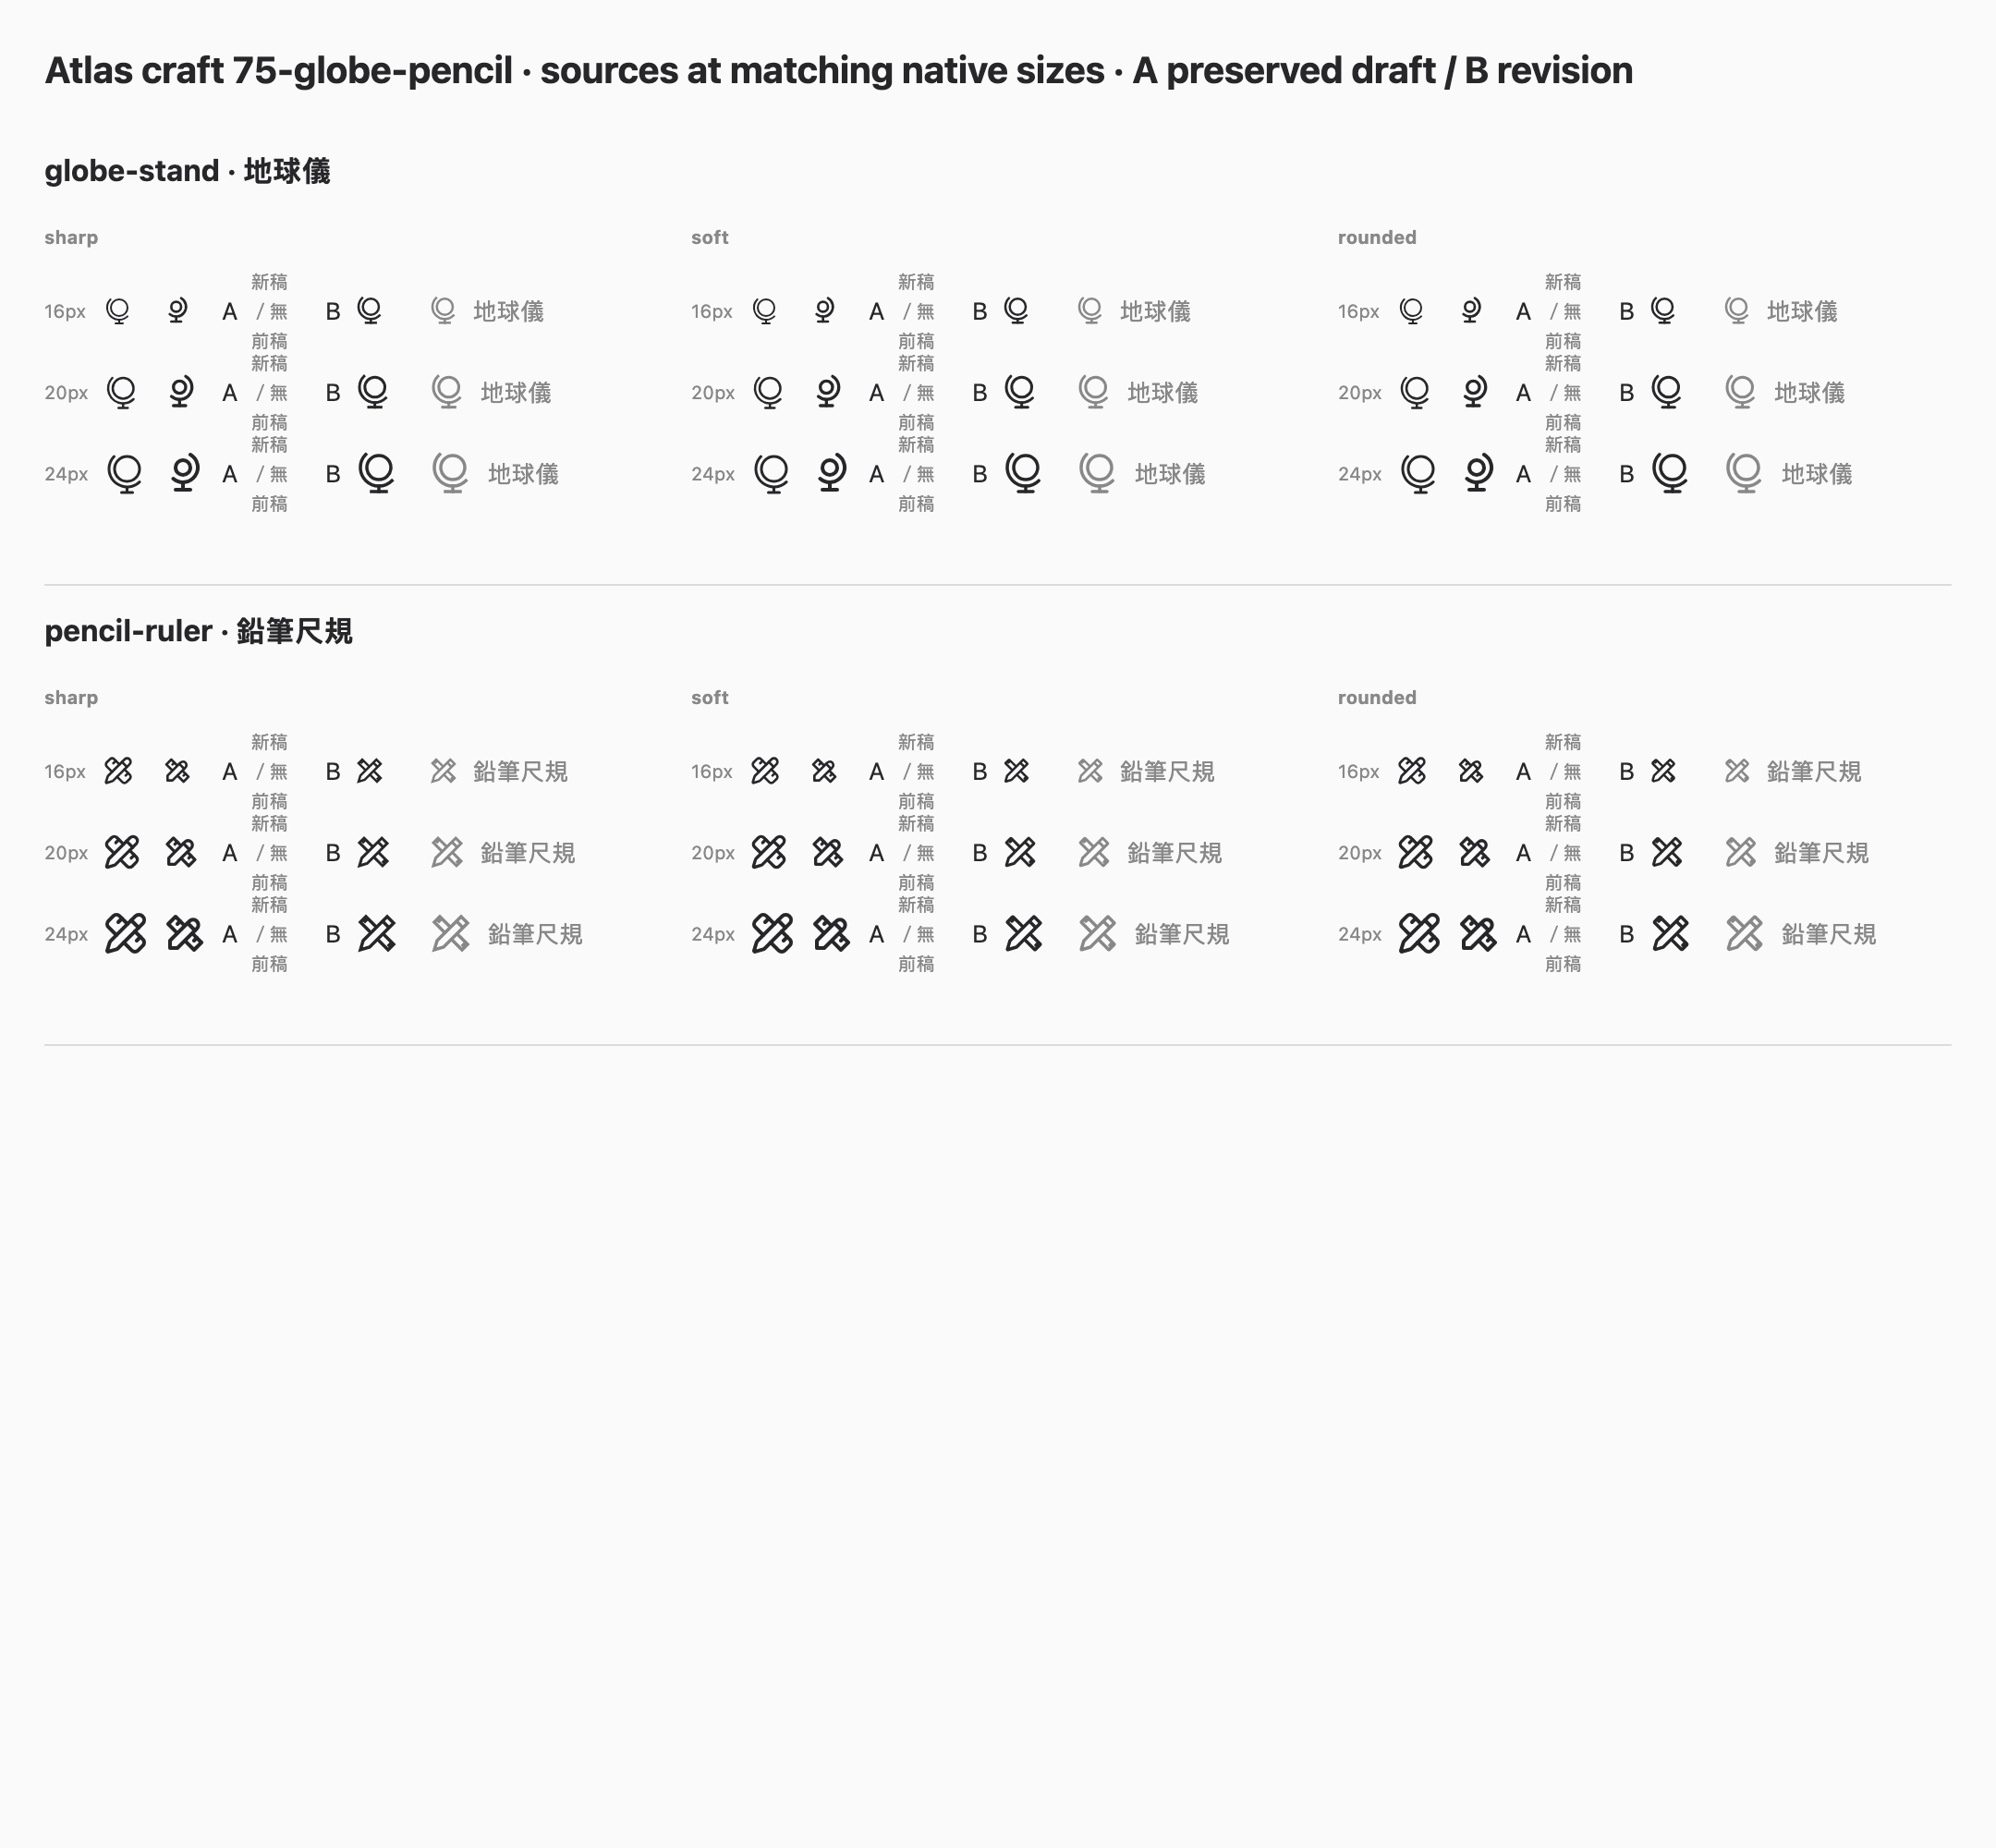 Atlas craft 75-globe-pencil · sources at matching native sizes · A preserved draft / B revision
globe-stand · 地球儀
sharp
soft
rounded
16px A 新稿 / 無前稿 B 地球儀
16px A 新稿 / 無前稿 B 地球儀
16px A 新稿 / 無前稿 B 地球儀
20px A 新稿 / 無前稿 B 地球儀
20px A 新稿 / 無前稿 B 地球儀
20px A 新稿 / 無前稿 B 地球儀
24px A 新稿 / 無前稿 B 地球儀
24px A 新稿 / 無前稿 B 地球儀
24px A 新稿 / 無前稿 B 地球儀
pencil-ruler · 鉛筆尺規
sharp
soft
rounded
16px A 新稿 / 無前稿 B 鉛筆尺規
16px A 新稿 / 無前稿 B 鉛筆尺規
16px A 新稿 / 無前稿 B 鉛筆尺規
20px A 新稿 / 無前稿 B 鉛筆尺規
20px A 新稿 / 無前稿 B 鉛筆尺規
20px A 新稿 / 無前稿 B 鉛筆尺規
24px A 新稿 / 無前稿 B 鉛筆尺規
24px A 新稿 / 無前稿 B 鉛筆尺規
24px A 新稿 / 無前稿 B 鉛筆尺規